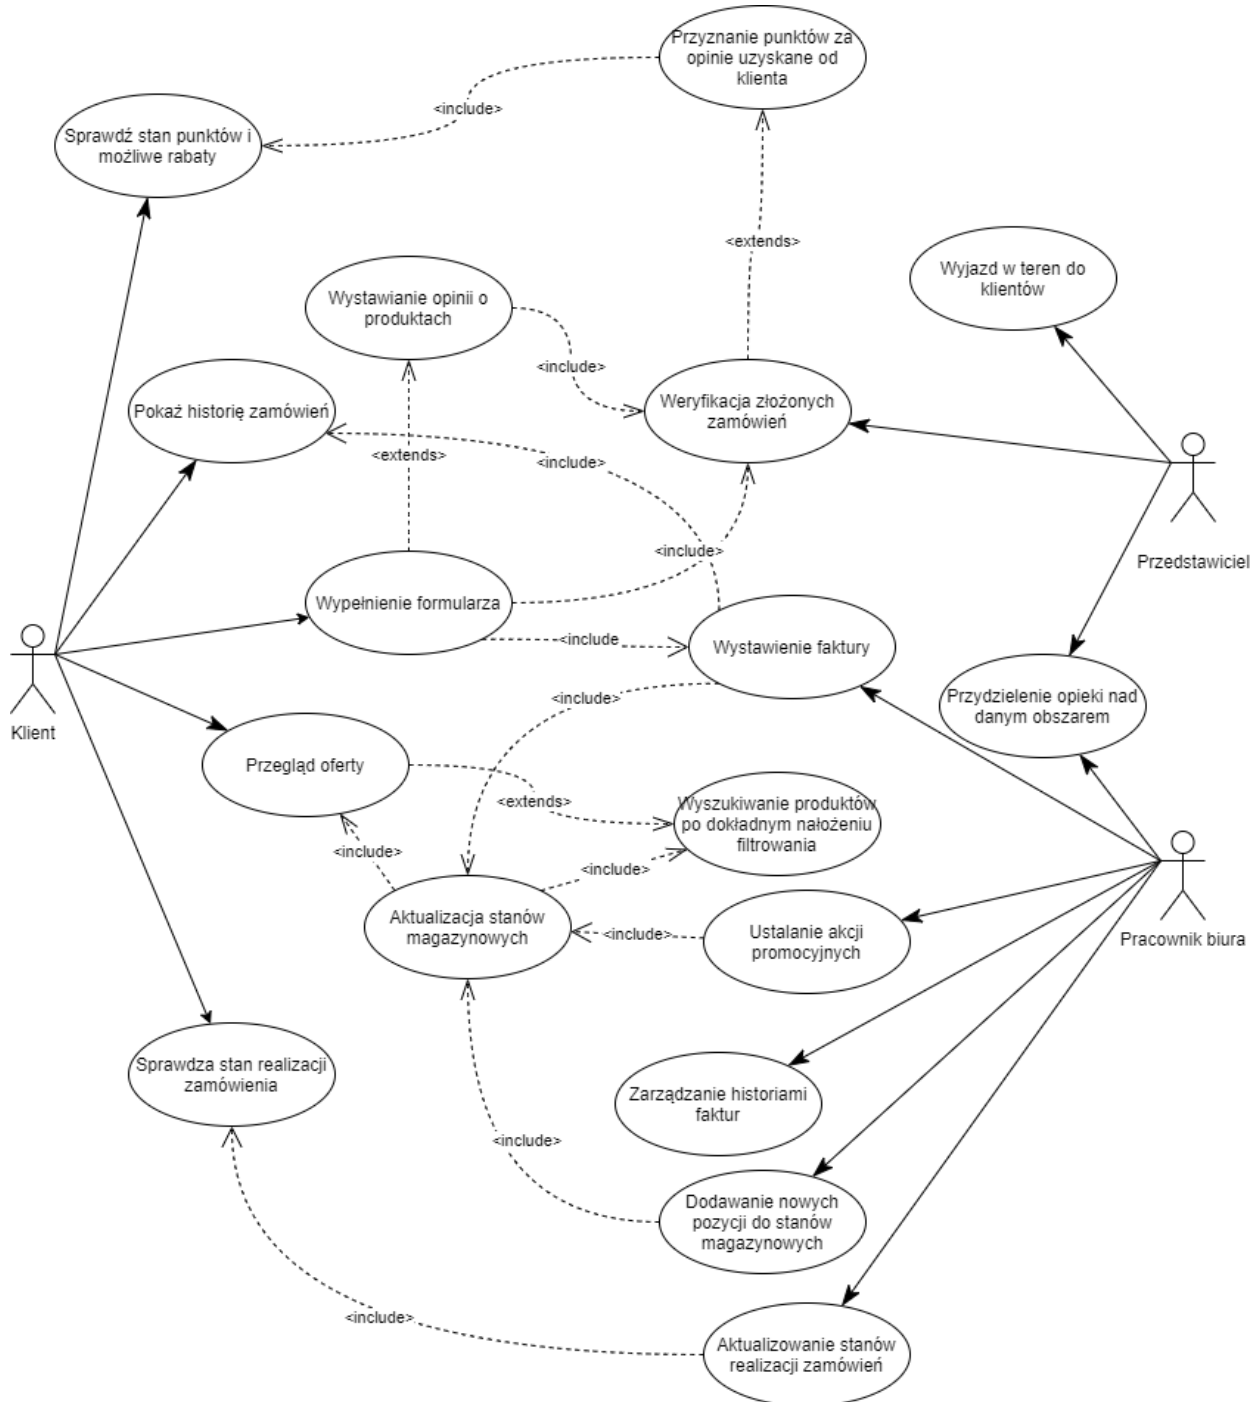 Przyznanie punktów za
opinie uzyskane od
klienta
<include>
Sprawdź stan punktów i
możliwe rabaty
<extends>
Wystawianie opinii o
produktach
Wyjazd w teren do
klientów
<include>
Pokaż historię zamówień
Weryfikacja złożonych
zamówień
<extends>
<include>
Przedstawiciel
<include>
Wypełnienie formularza
<include
Wystawienie faktury
Klient
<include>
Przydzielenie opieki nad
danym obszarem
Przegląd oferty
<extends>
Wyszukiwanie produktów
po dokładnym nałożeniu
filtrowania
<include>
<include>
Aktualizacja stanów
magazynowych
<include>
Ustalanie akcji
promocyjnych
Pracownik biura
Sprawdza stan realizacji
zamówienia
Zarządzanie historiami
faktur
<include>
Dodawanie nowych
pozycji do stanów
magazynowych
<include>
Aktualizowanie stanów
realizacji zamówień